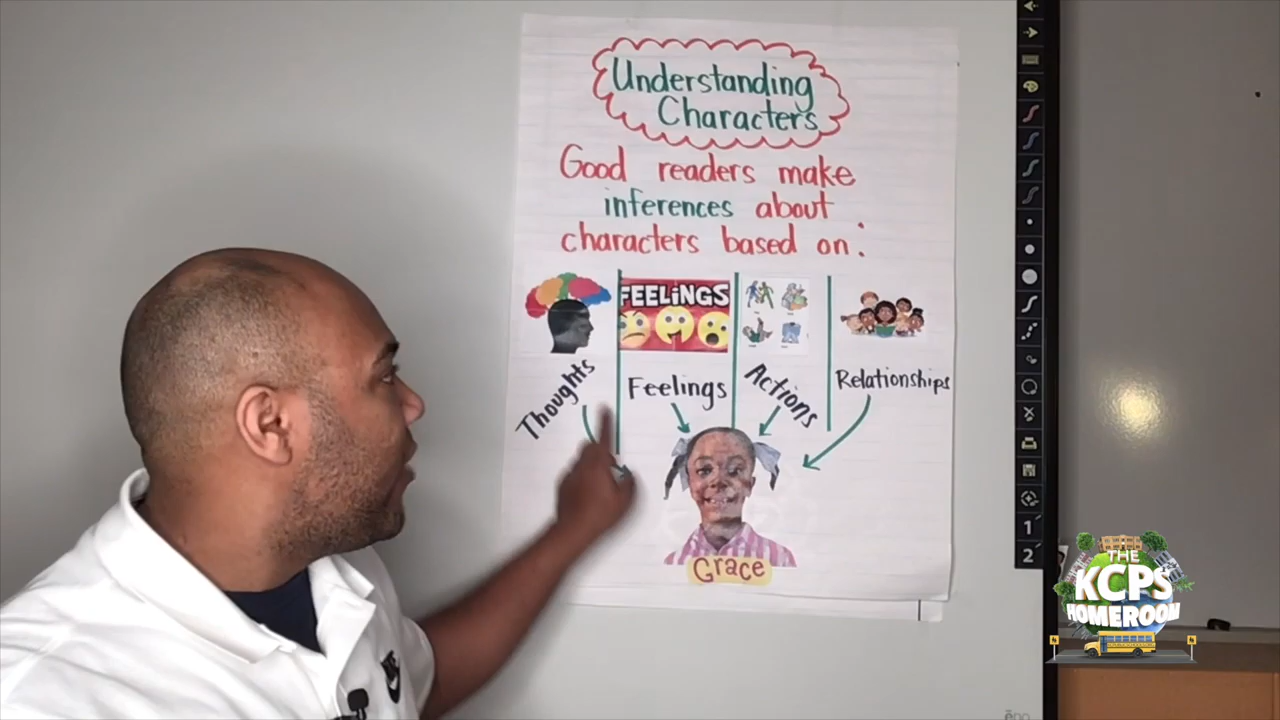 Understanding
Characters
Good readers make
inferences about
characters based on:
FEELINGS
Thoughts
Feelings
Actions
Relationships
Grace
1
2
THE
KCPS
HOMEROOM